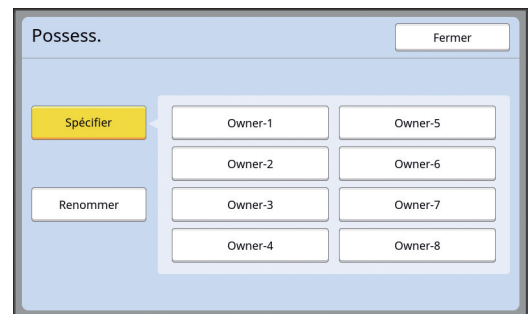 Possess.
Fermer
Spécifier
Owner-1
Owner-5
Owner-2
Owner-6
Renommer
Owner-3
Owner-7
Owner-4
Owner-8